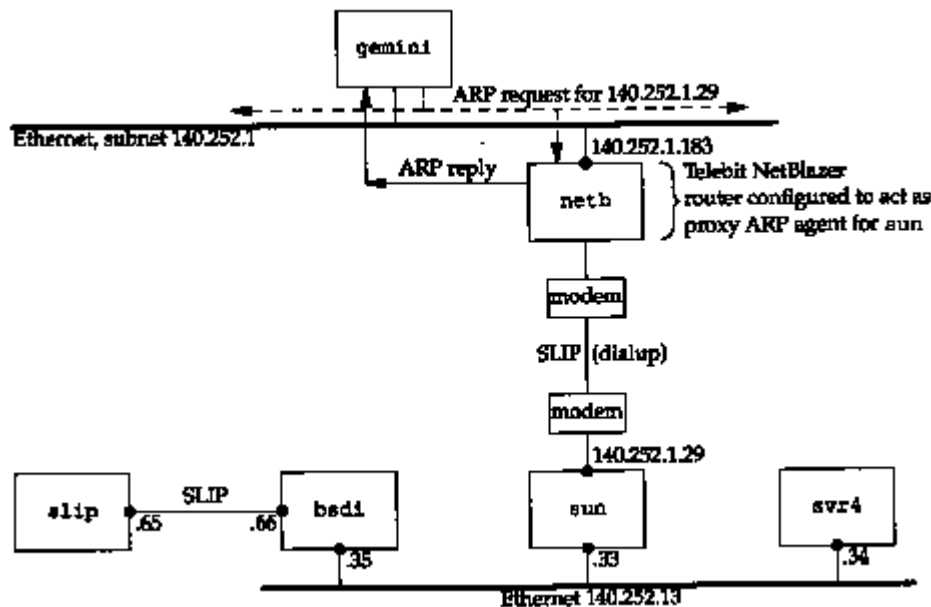 gemini
ARP request for 140.252.1.29
Ethernet, subnet 140.252.1
140.252.1.183
ARP reply
netb
Telebit NetBlazer
router configured to act as
proxy ARP agent for sun
modem
SLIP (dialup)
modem
140.252.1.29
slip
SLIP
.65
.66
bsdi
sun
svr4
.35
.33
.34
Ethernet 140.252.13